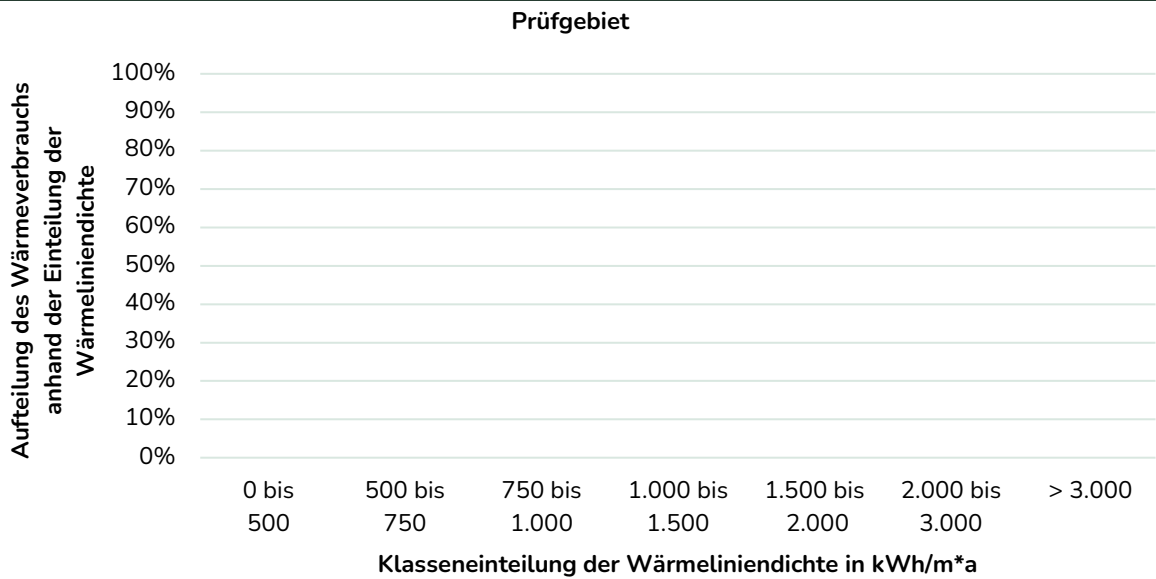 Prüfgebiet
Aufteilung des Wärmeverbrauchs
anhand der Einteilung der
Wärmeliniendichte
100%
90%
80%
70%
60%
50%
40%
30%
20%
10%
0%
0 bis 500 bis 750 bis 1.000 bis 1.500 bis 2.000 bis > 3.000
500 750 1.000 1.500 2.000 3.000
Klasseneinteilung der Wärmeliniendichte in kWh/m*a